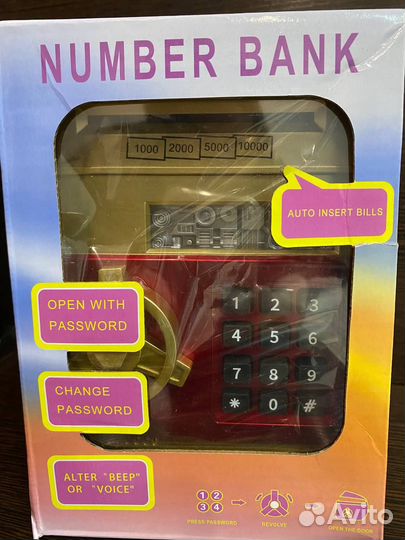 NUMBER BANK
1000 2000 5000 10000
AUTO INSERT BILLS
OPEN WITH
PASSWORD
1 2 3
4 5 6
7 8 9
* 0 #
CHANGE
PASSWORD
ALTER "BEEP"
OR "VOICE"
1 2
3 4
PRESS PASSWORD
REVOLVE
OPEN THE DOOR
Avito